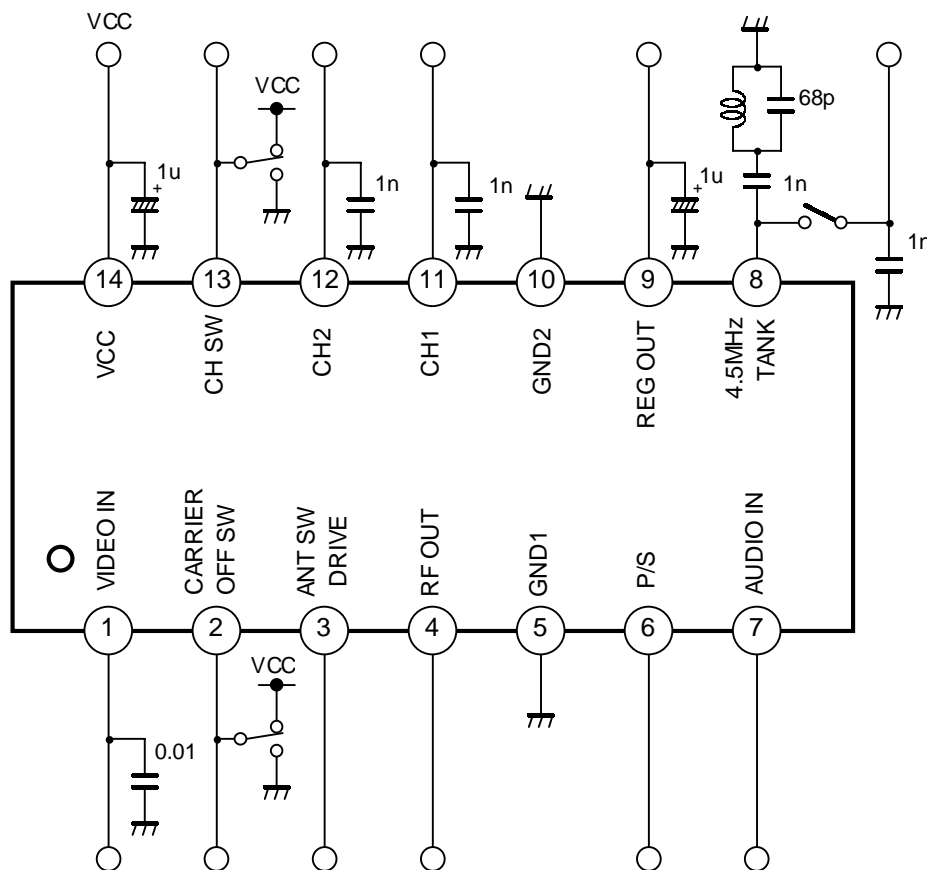 VCC
VCC
68p
1u
+
1n
1n
1u
+
1n
1n
14
13
12
11
10
9
8
VCC
CH SW
CH2
CH1
GND2
REG OUT
4.5MHz
TANK
VIDEO IN
CARRIER
OFF SW
ANT SW
DRIVE
RF OUT
GND1
P/S
AUDIO IN
1
2
3
4
5
6
7
VCC
0.01